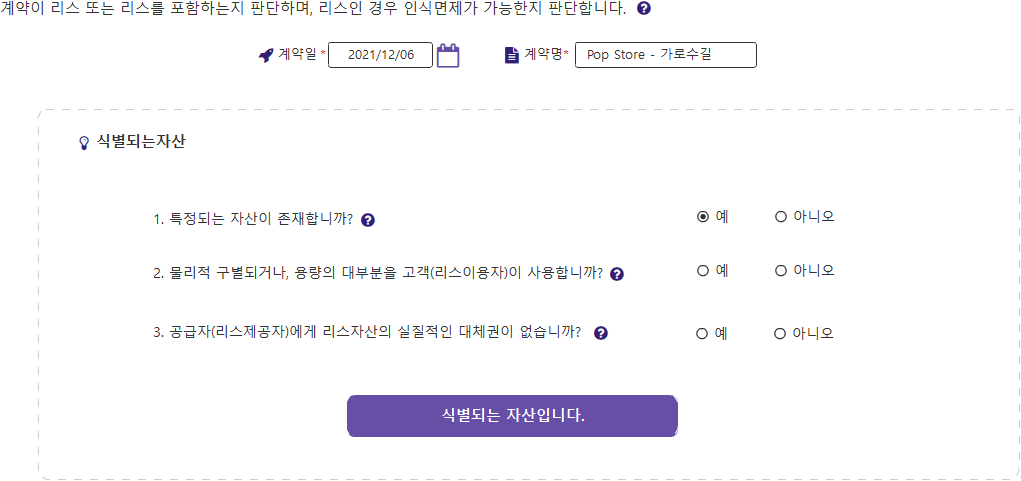 계약이 리스 또는 리스를 포함하는지 판단하며, 리스인 경우 인식면제가 가능한지 판단합니다. ?
계약일 * 2021/12/06 계약명* Pop Store - 가로수길
식별되는자산
1. 특정되는 자산이 존재합니까? ? 예 아니오
2. 물리적 구별되거나, 용량의 대부분을 고객(리스이용자)이 사용합니까? ? 예 아니오
3. 공급자(리스제공자)에게 리스자산의 실질적인 대체권이 없습니까? ? 예 아니오
식별되는 자산입니다.